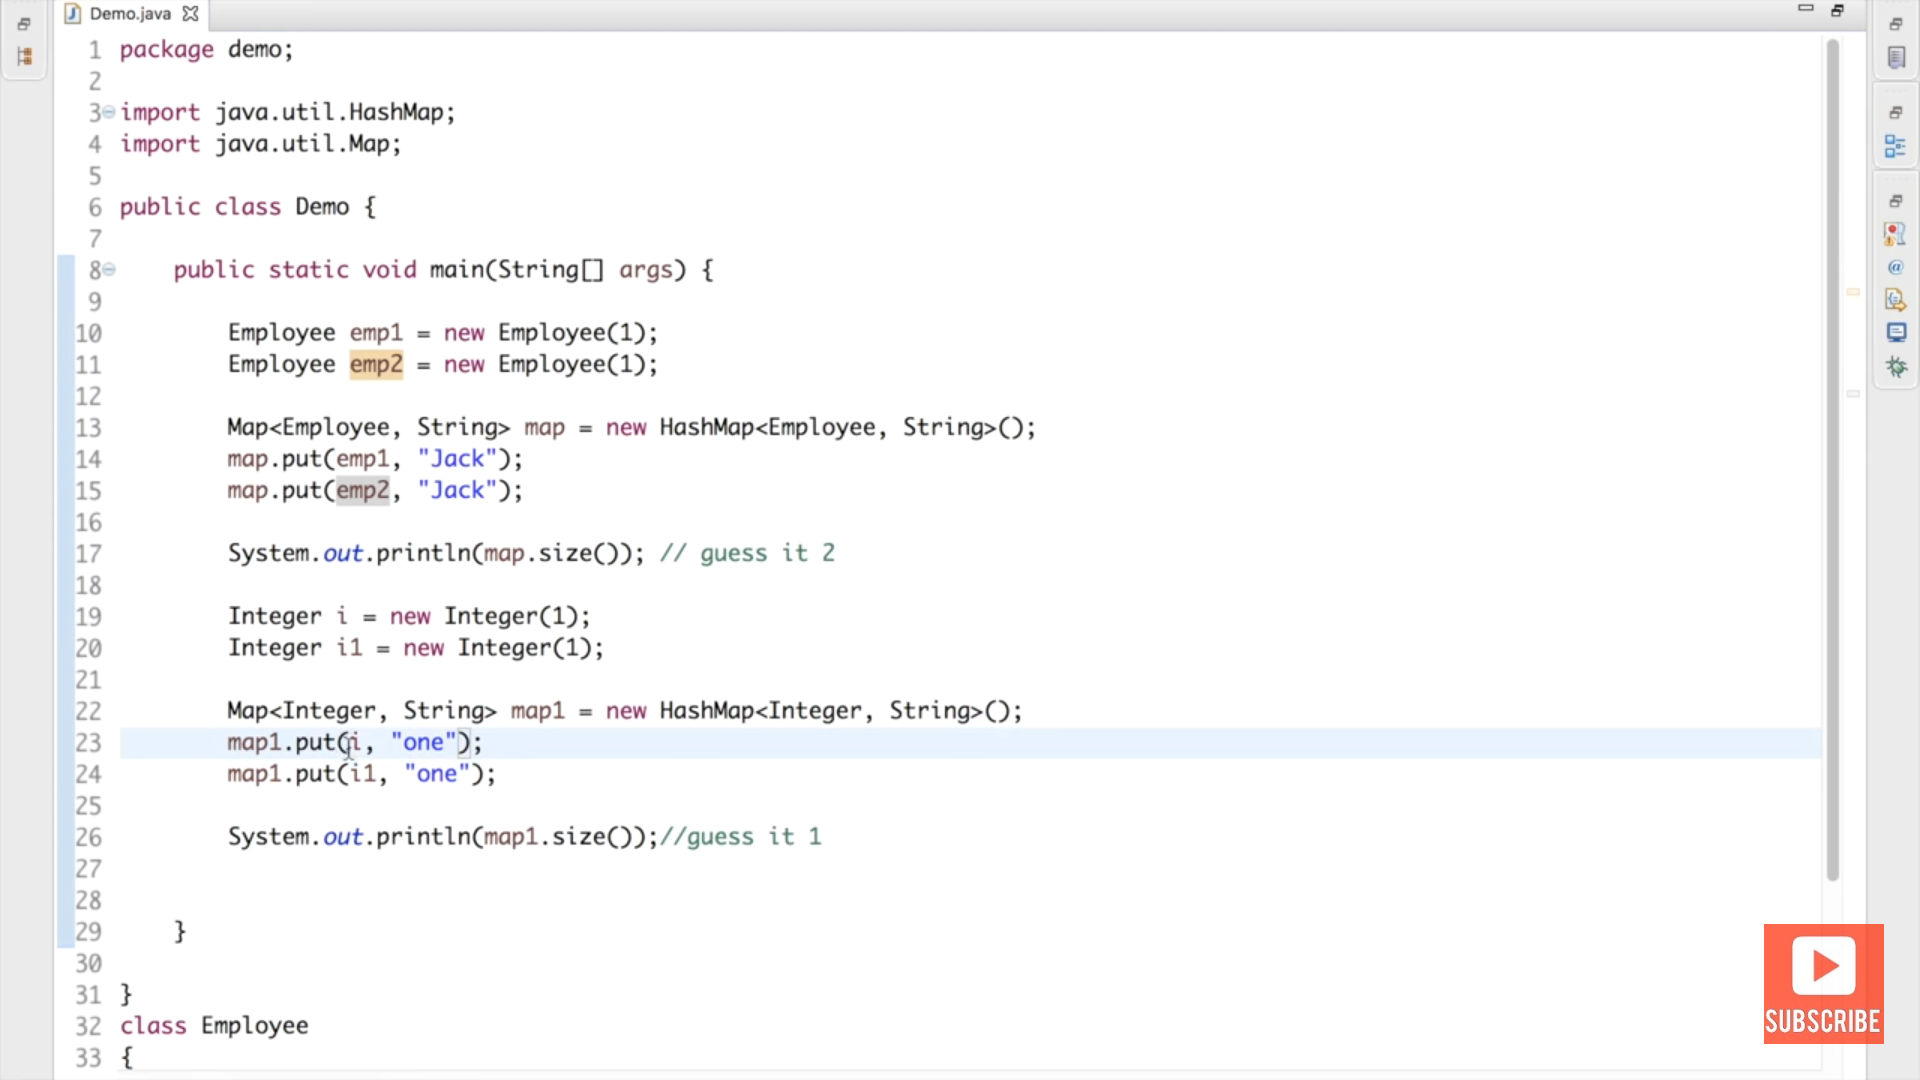 Demo.java
1 package demo;
2
3 import java.util.HashMap;
4 import java.util.Map;
5
6 public class Demo {
7
8 public static void main(String[] args) {
9
10 Employee emp1 = new Employee(1);
11 Employee emp2 = new Employee(1);
12
13 Map<Employee, String> map = new HashMap<Employee, String>();
14 map.put(emp1, "Jack");
15 map.put(emp2, "Jack");
16
17 System.out.println(map.size()); // guess it 2
18
19 Integer i = new Integer(1);
20 Integer i1 = new Integer(1);
21
22 Map<Integer, String> map1 = new HashMap<Integer, String>();
23 map1.put(i, "one");
24 map1.put(i1, "one");
25
26 System.out.println(map1.size());//guess it 1
27
28
29 }
30
31 }
32 class Employee
33 {
SUBSCRIBE